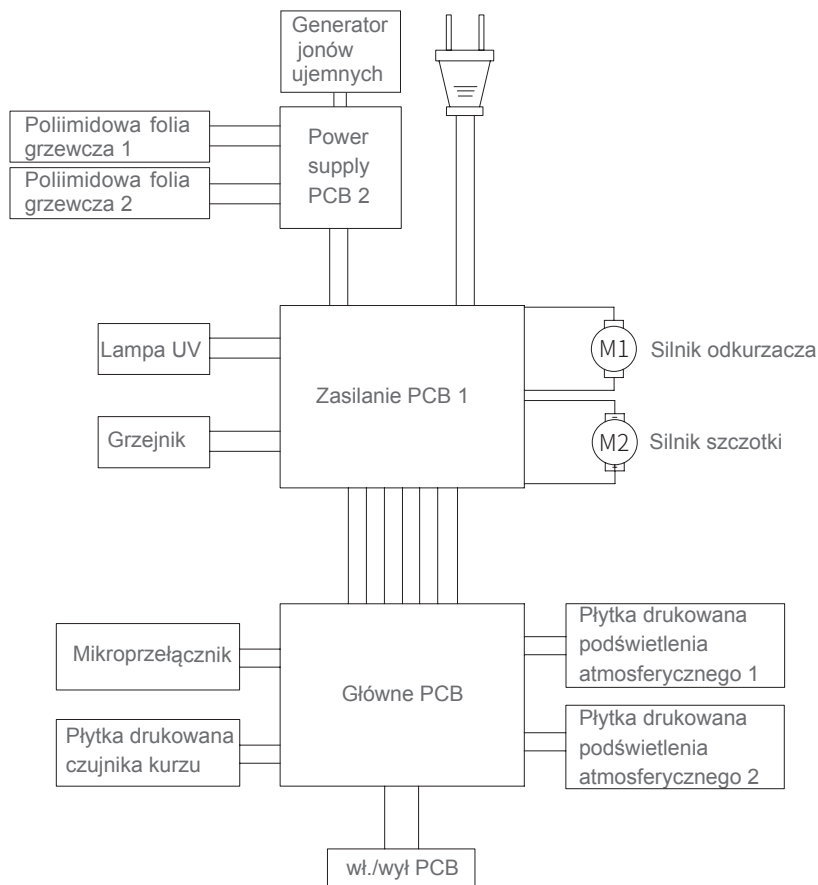 Generator
jonów
ujemnych
Poliimidowa folia
grzewcza 1
Poliimidowa folia
grzewcza 2
Power
supply
PCB 2
Lampa UV
Grzejnik
Zasilanie PCB 1
M1
Silnik odkurzacza
M2
Silnik szczotki
Mikroprzełącznik
Płytka drukowana
czujnika kurzu
Główne PCB
Płytka drukowana
podświetlenia
atmosferycznego 1
Płytka drukowana
podświetlenia
atmosferycznego 2
wł./wył PCB